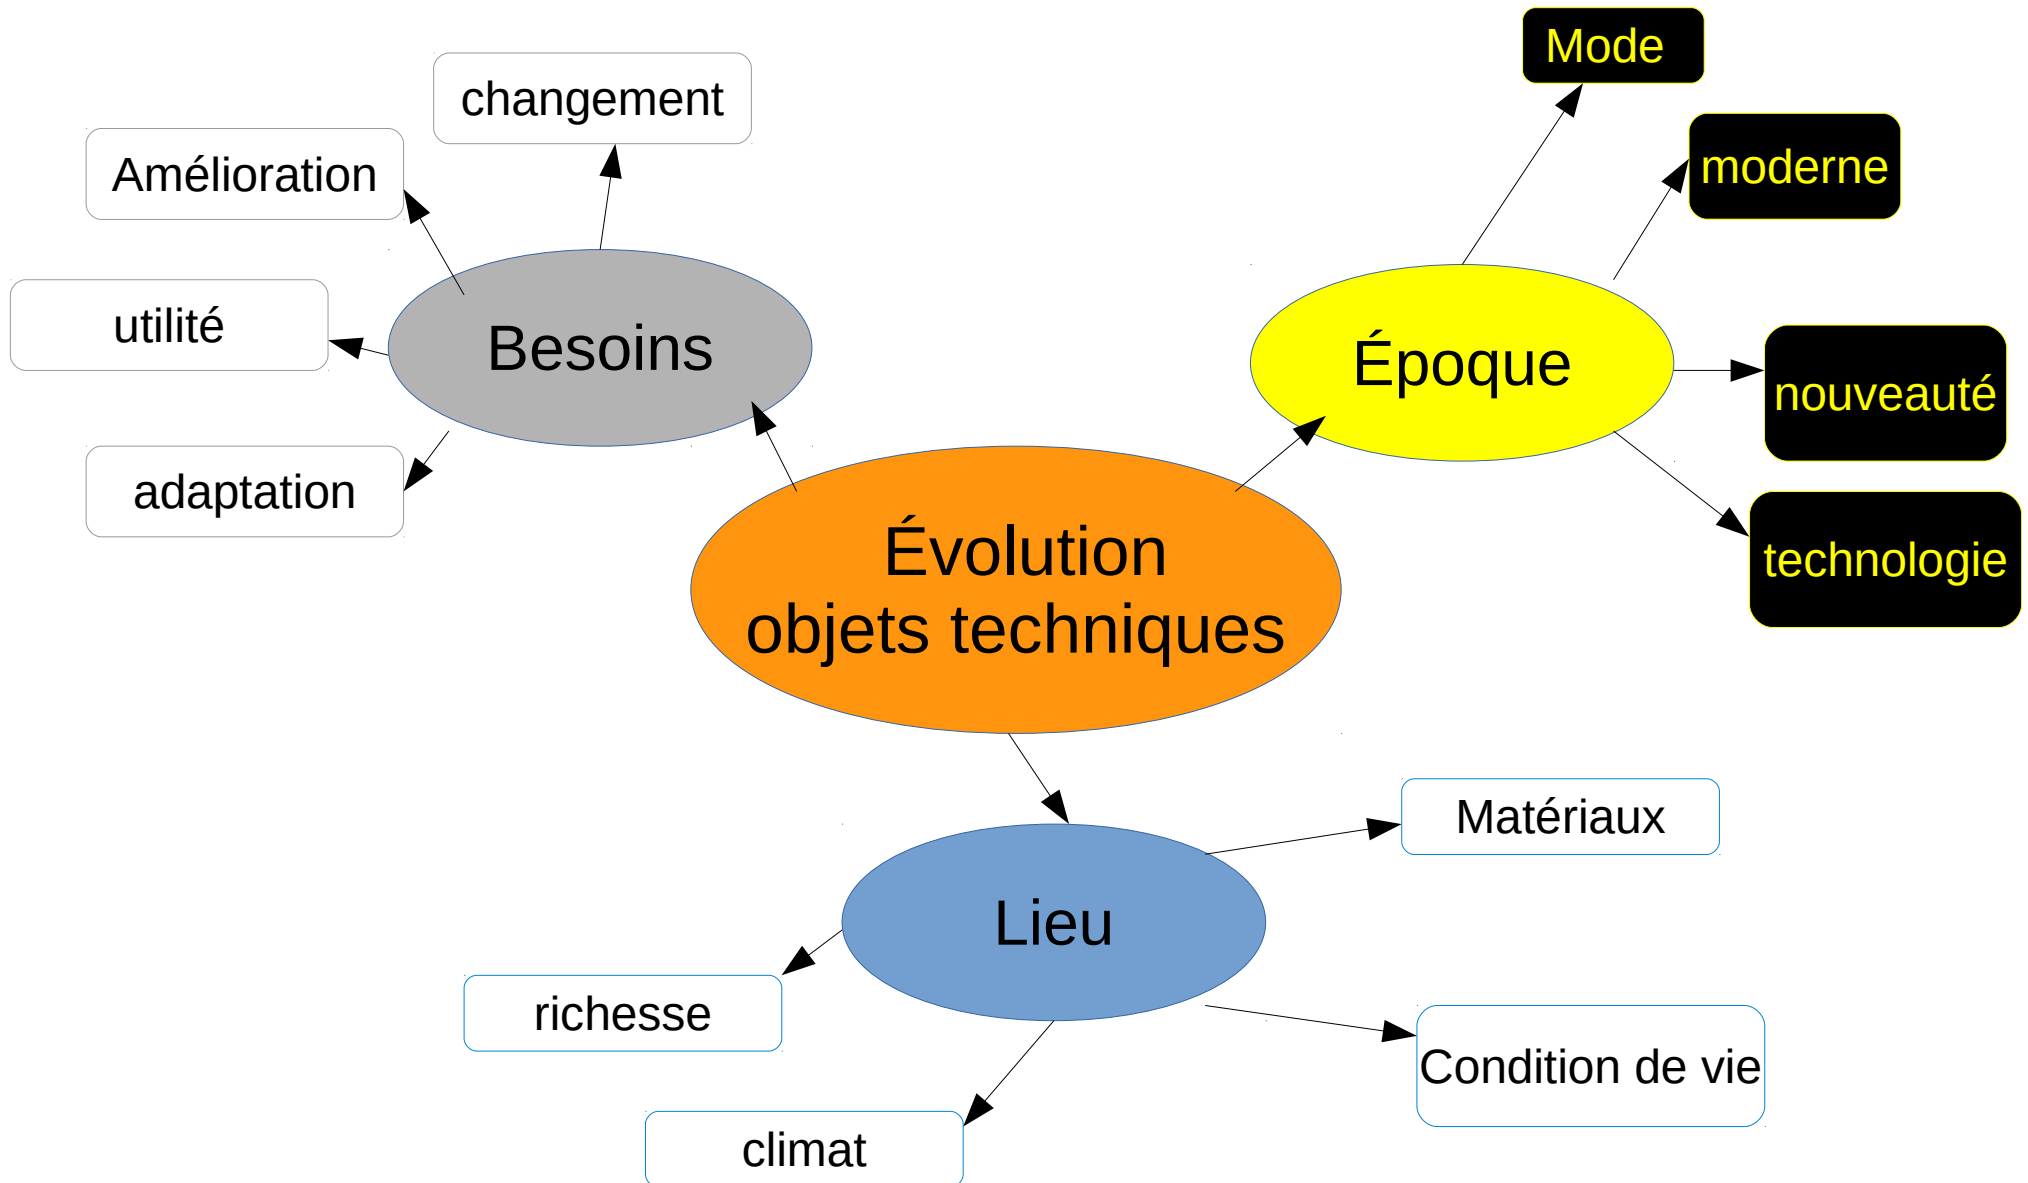 Mode
changement
moderne
Amélioration
utilité
Besoins
Époque
nouveauté
adaptation
Évolution
objets techniques
technologie
Matériaux
Lieu
richesse
Condition de vie
climat